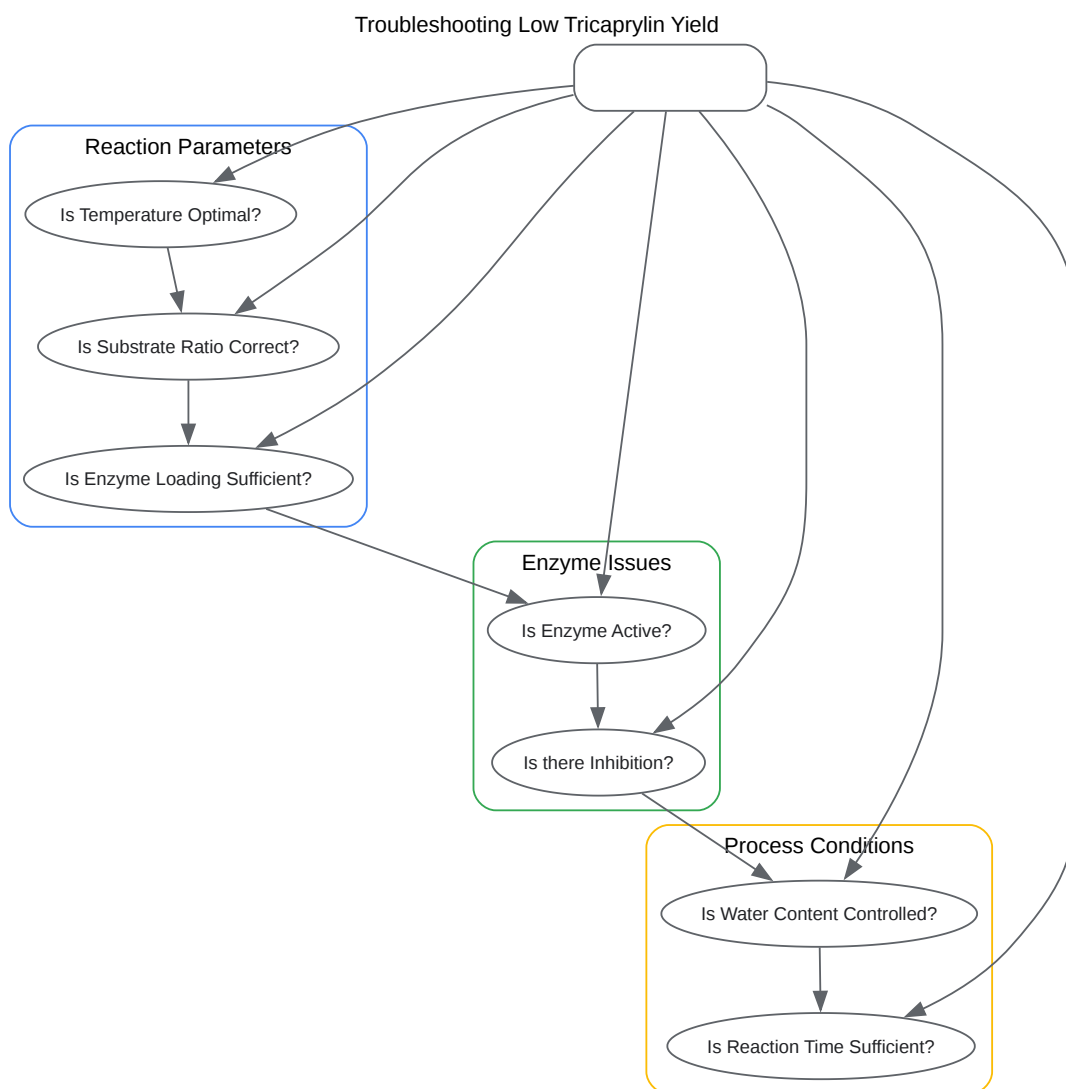 Troubleshooting Low Tricaprylin Yield
Reaction Parameters
Is Temperature Optimal?
Is Substrate Ratio Correct?
Is Enzyme Loading Sufficient?
Enzyme Issues
Is Enzyme Active?
Is there Inhibition?
Process Conditions
Is Water Content Controlled?
Is Reaction Time Sufficient?